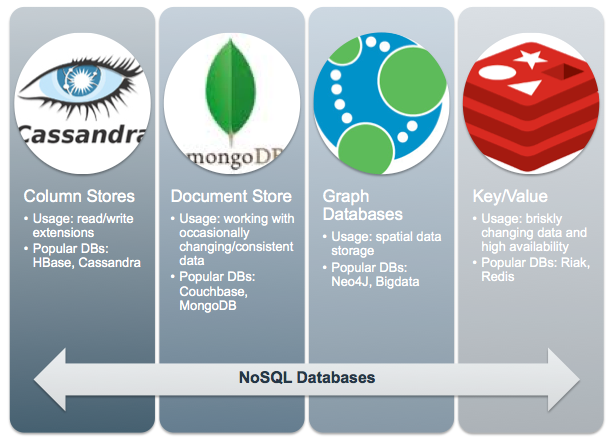 Cassandra
mongoDB
Column Stores
• Usage: read/write
extensions
• Popular DBs:
HBase, Cassandra
Document Store
• Usage: working with
occasionally
changing/consistent
data
• Popular DBs:
Couchbase,
MongoDB
Graph
Databases
• Usage: spatial data
storage
• Popular DBs:
Neo4J, Bigdata
Key/Value
• Usage: briskly
changing data and
high availability
• Popular DBs: Riak,
Redis
NoSQL Databases